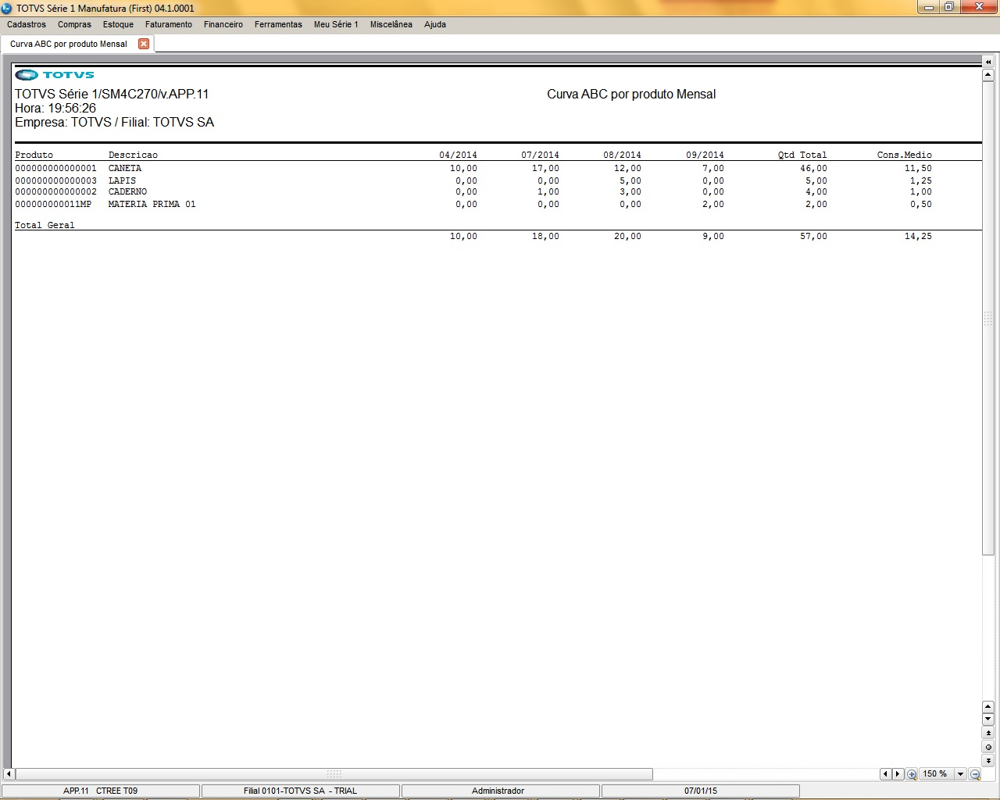 TOTVS Série 1 Manufatura (First) 04.1.0001
Cadastros Compras Estoque Faturamento Financeiro Ferramentas Meu Série 1 Miscelânea Ajuda
Curva ABC por produto Mensal
TOTVS
TOTVS Série 1/SM4C270/v.APP.11 Curva ABC por produto Mensal
Hora: 19:56:26
Empresa: TOTVS / Filial: TOTVS SA
Produto Descricao 04/2014 07/2014 08/2014 09/2014 Qtd Total Cons.Medio
000000000000001 CANETA 10,00 17,00 12,00 7,00 46,00 11,50
000000000000003 LAPIS 0,00 0,00 5,00 0,00 5,00 1,25
000000000000002 CADERNO 0,00 1,00 3,00 0,00 4,00 1,00
000000000011MP MATERIA PRIMA 01 0,00 0,00 0,00 2,00 2,00 0,50
Total Geral
10,00 18,00 20,00 9,00 57,00 14,25
150 %
APP.11 CTREE T09 Filial 0101-TOTVS SA - TRIAL Administrador 07/01/15